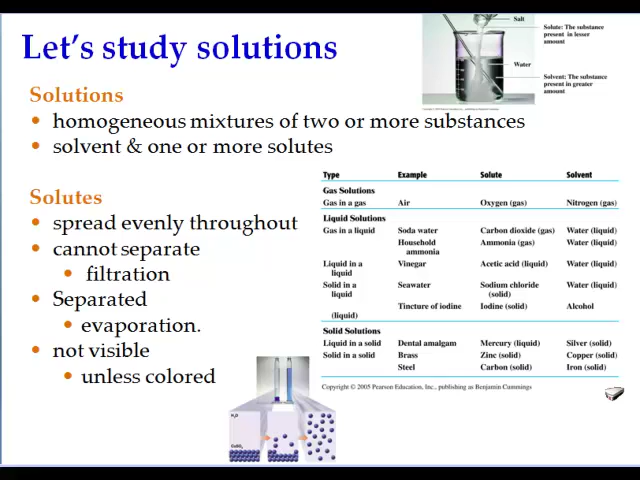 Let's study solutions
Salt
Solute: The substance
present in lesser
amount
Water
Solvent: The substance
present in greater
amount
Solutions
• homogeneous mixtures of two or more substances
• solvent & one or more solutes
Solutes
• spread evenly throughout
• cannot separate
• filtration
• Separated
• evaporation.
• not visible
• unless colored
Type Example Solute Solvent
Gas Solutions
Gas in a gas Air Oxygen (gas) Nitrogen (gas)
Liquid Solutions
Gas in a liquid Soda water Carbon dioxide (gas) Water (liquid)
Household Ammonia (gas) Water (liquid)
ammonia
Liquid in a Vinegar Acetic acid (liquid) Water (liquid)
liquid
Solid in a Seawater Sodium chloride Water (liquid)
liquid (solid)
Tincture of iodine Iodine (solid) Alcohol
(liquid)
Solid Solutions
Liquid in a solid Dental amalgam Mercury (liquid) Silver (solid)
Solid in a solid Brass Zinc (solid) Copper (solid)
Steel Carbon (solid) Iron (solid)
Copyright © 2005 Pearson Education, Inc., publishing as Benjamin Cummings
H₂O